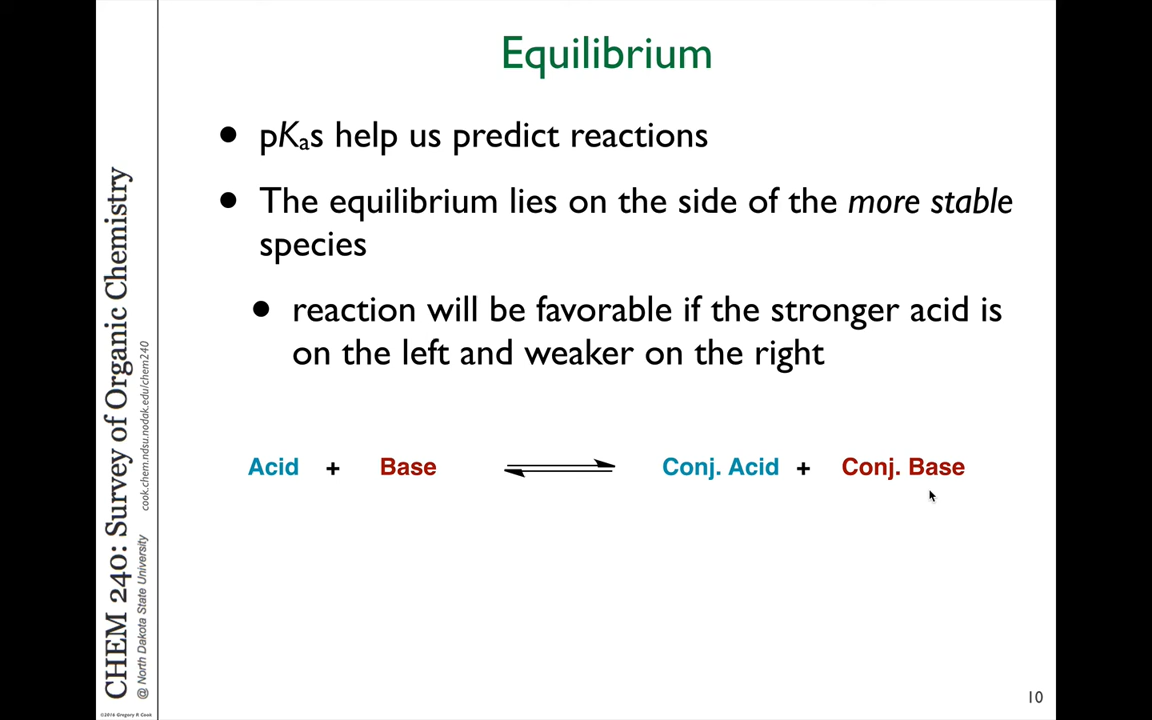 Equilibrium
• pKas help us predict reactions
• The equilibrium lies on the side of the more stable
species
• reaction will be favorable if the stronger acid is
on the left and weaker on the right
Acid + Base ⇌ Conj. Acid + Conj. Base
CHEM 240: Survey of Organic Chemistry
@ North Dakota State University cook.chem.ndsu.nodak.edu/chem240
©2016 Gregory R Cook
10